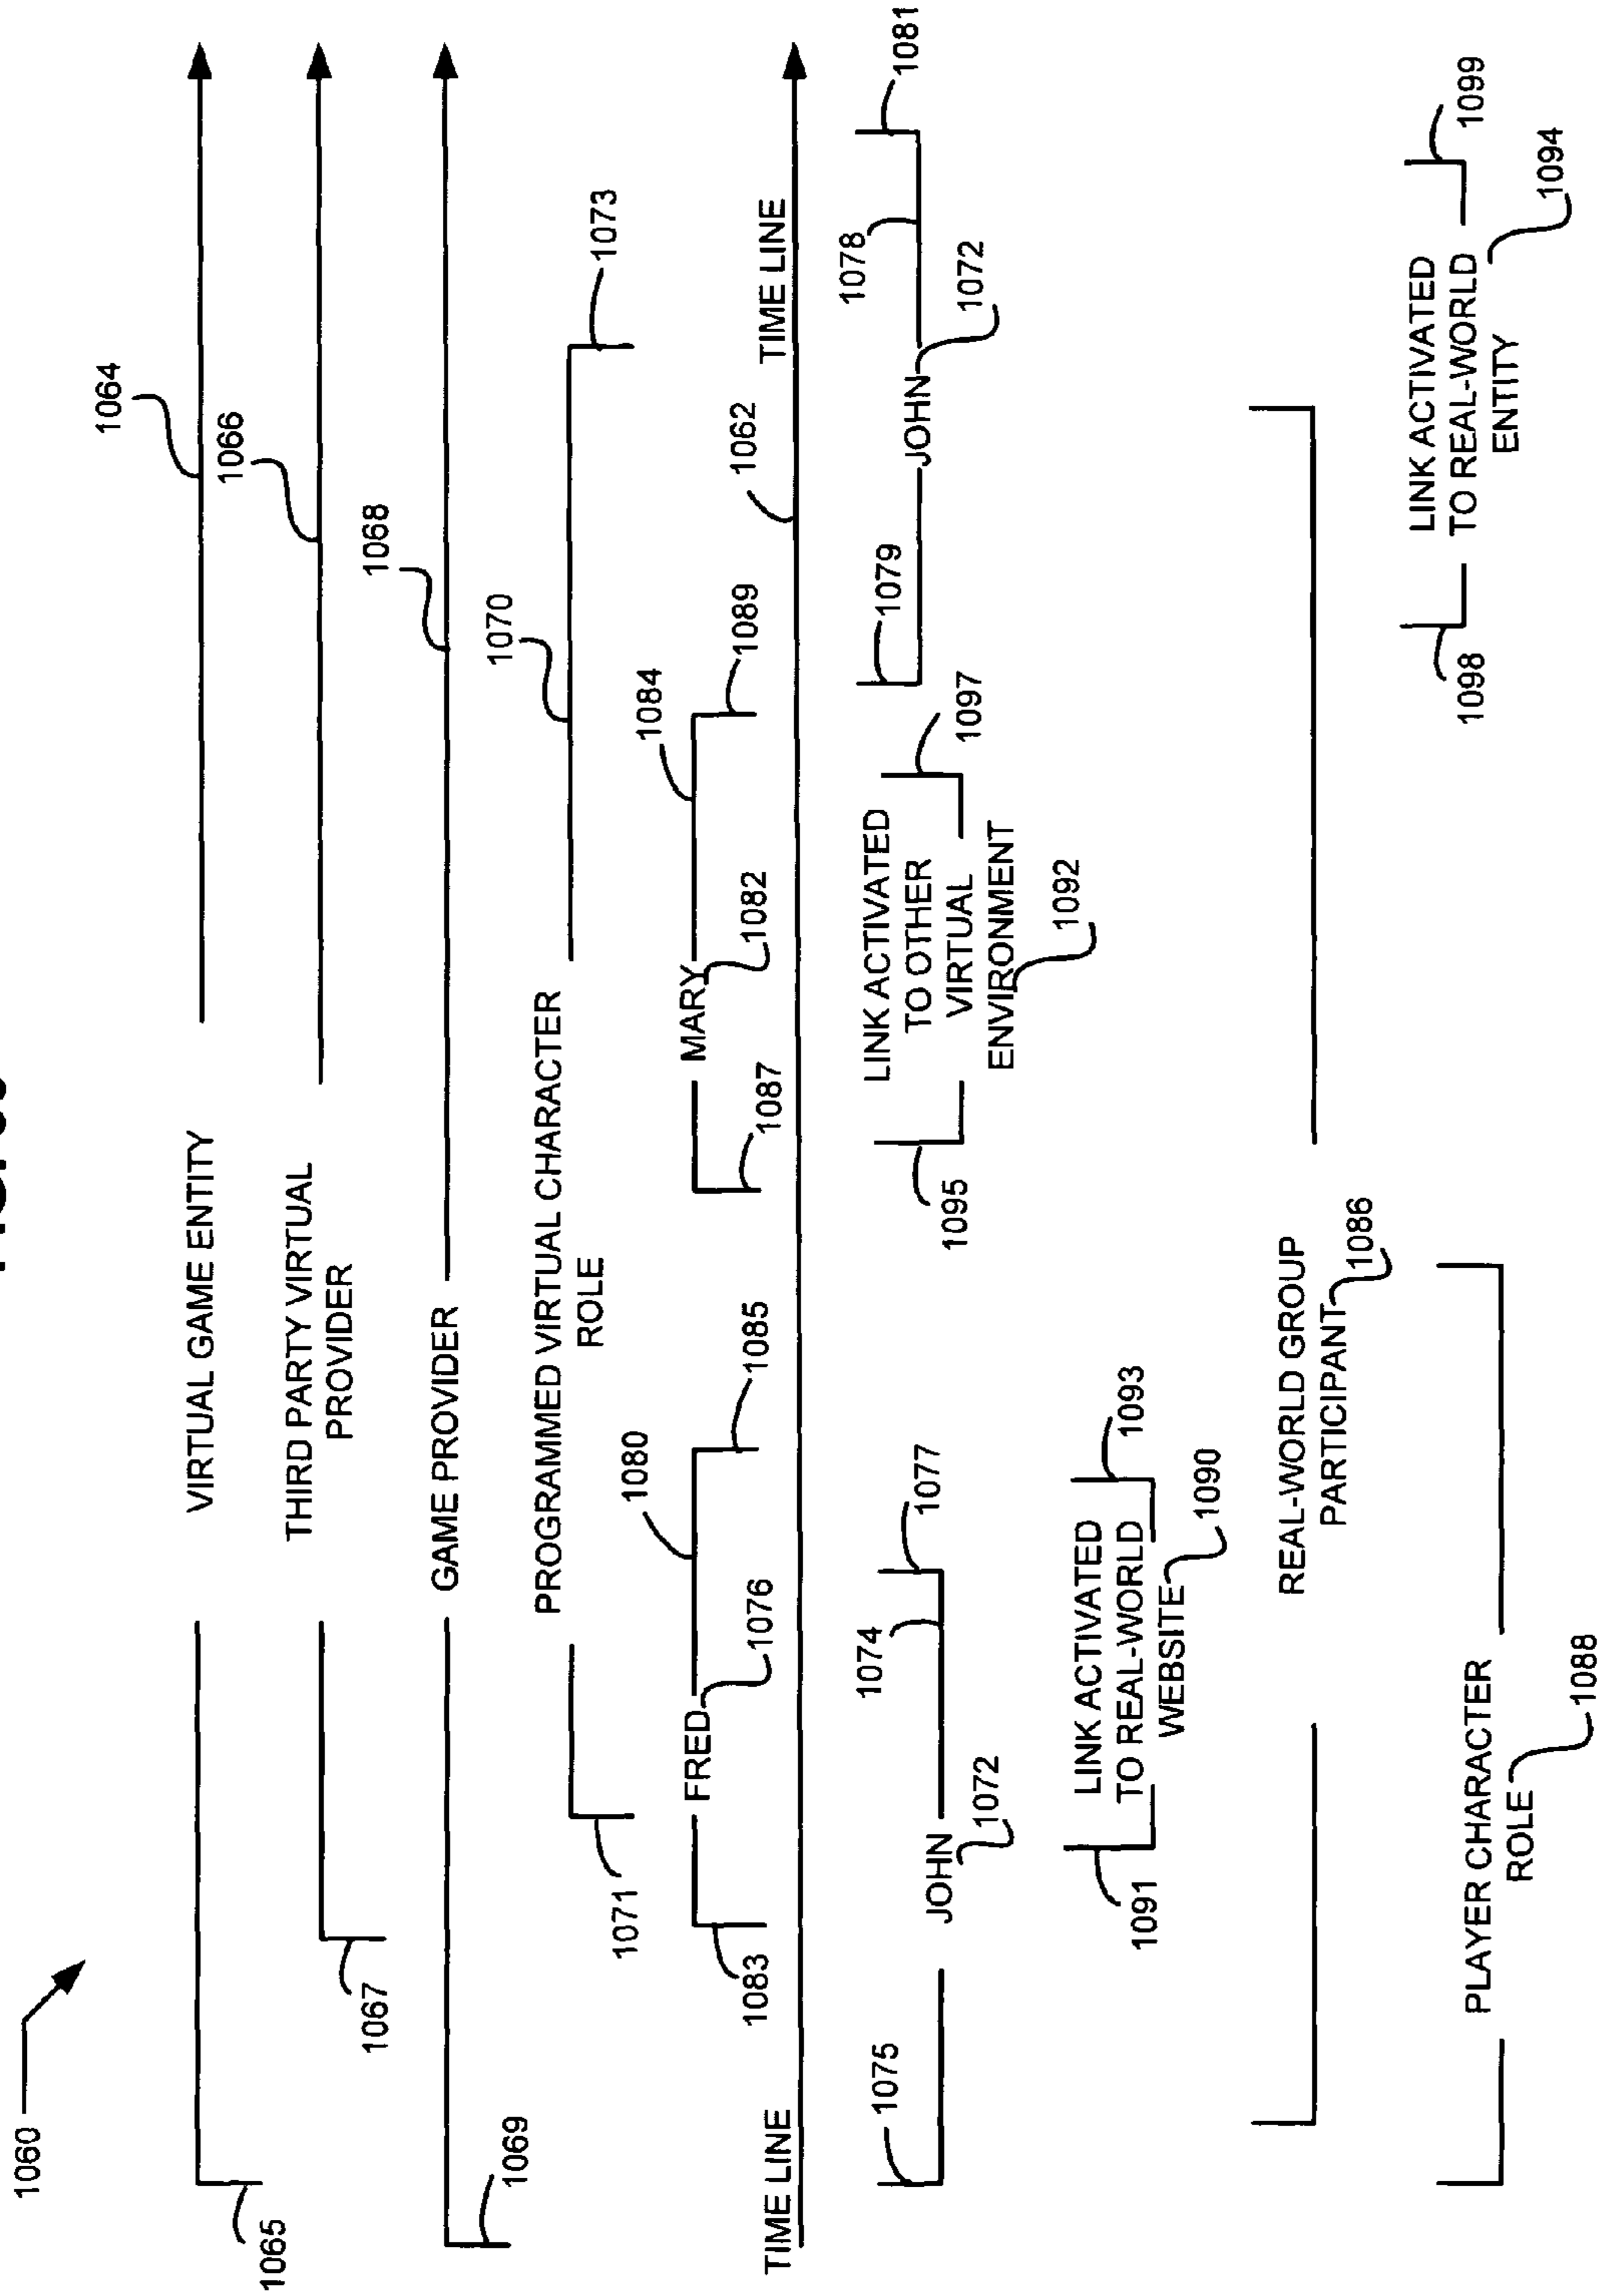 1060
1064
VIRTUAL GAME ENTITY
1065
1066
THIRD PARTY VIRTUAL
PROVIDER
1067
1068
GAME PROVIDER
1069
1070
PROGRAMMED VIRTUAL CHARACTER
ROLE
1071
1073
1080
1084
FRED
1076
MARY
1082
1083
1085
1087
1089
1062
TIME LINE
TIME LINE
1075
1074
1077
1079
1078
1081
JOHN
1072
JOHN
1072
LINK ACTIVATED
TO OTHER
VIRTUAL
ENVIRONMENT
1095
1097
1092
LINK ACTIVATED
TO REAL-WORLD
WEBSITE
1091
1093
1090
REAL-WORLD GROUP
PARTICIPANT
1086
LINK ACTIVATED
TO REAL-WORLD
ENTITY
1098
1099
1094
PLAYER CHARACTER
ROLE
1088